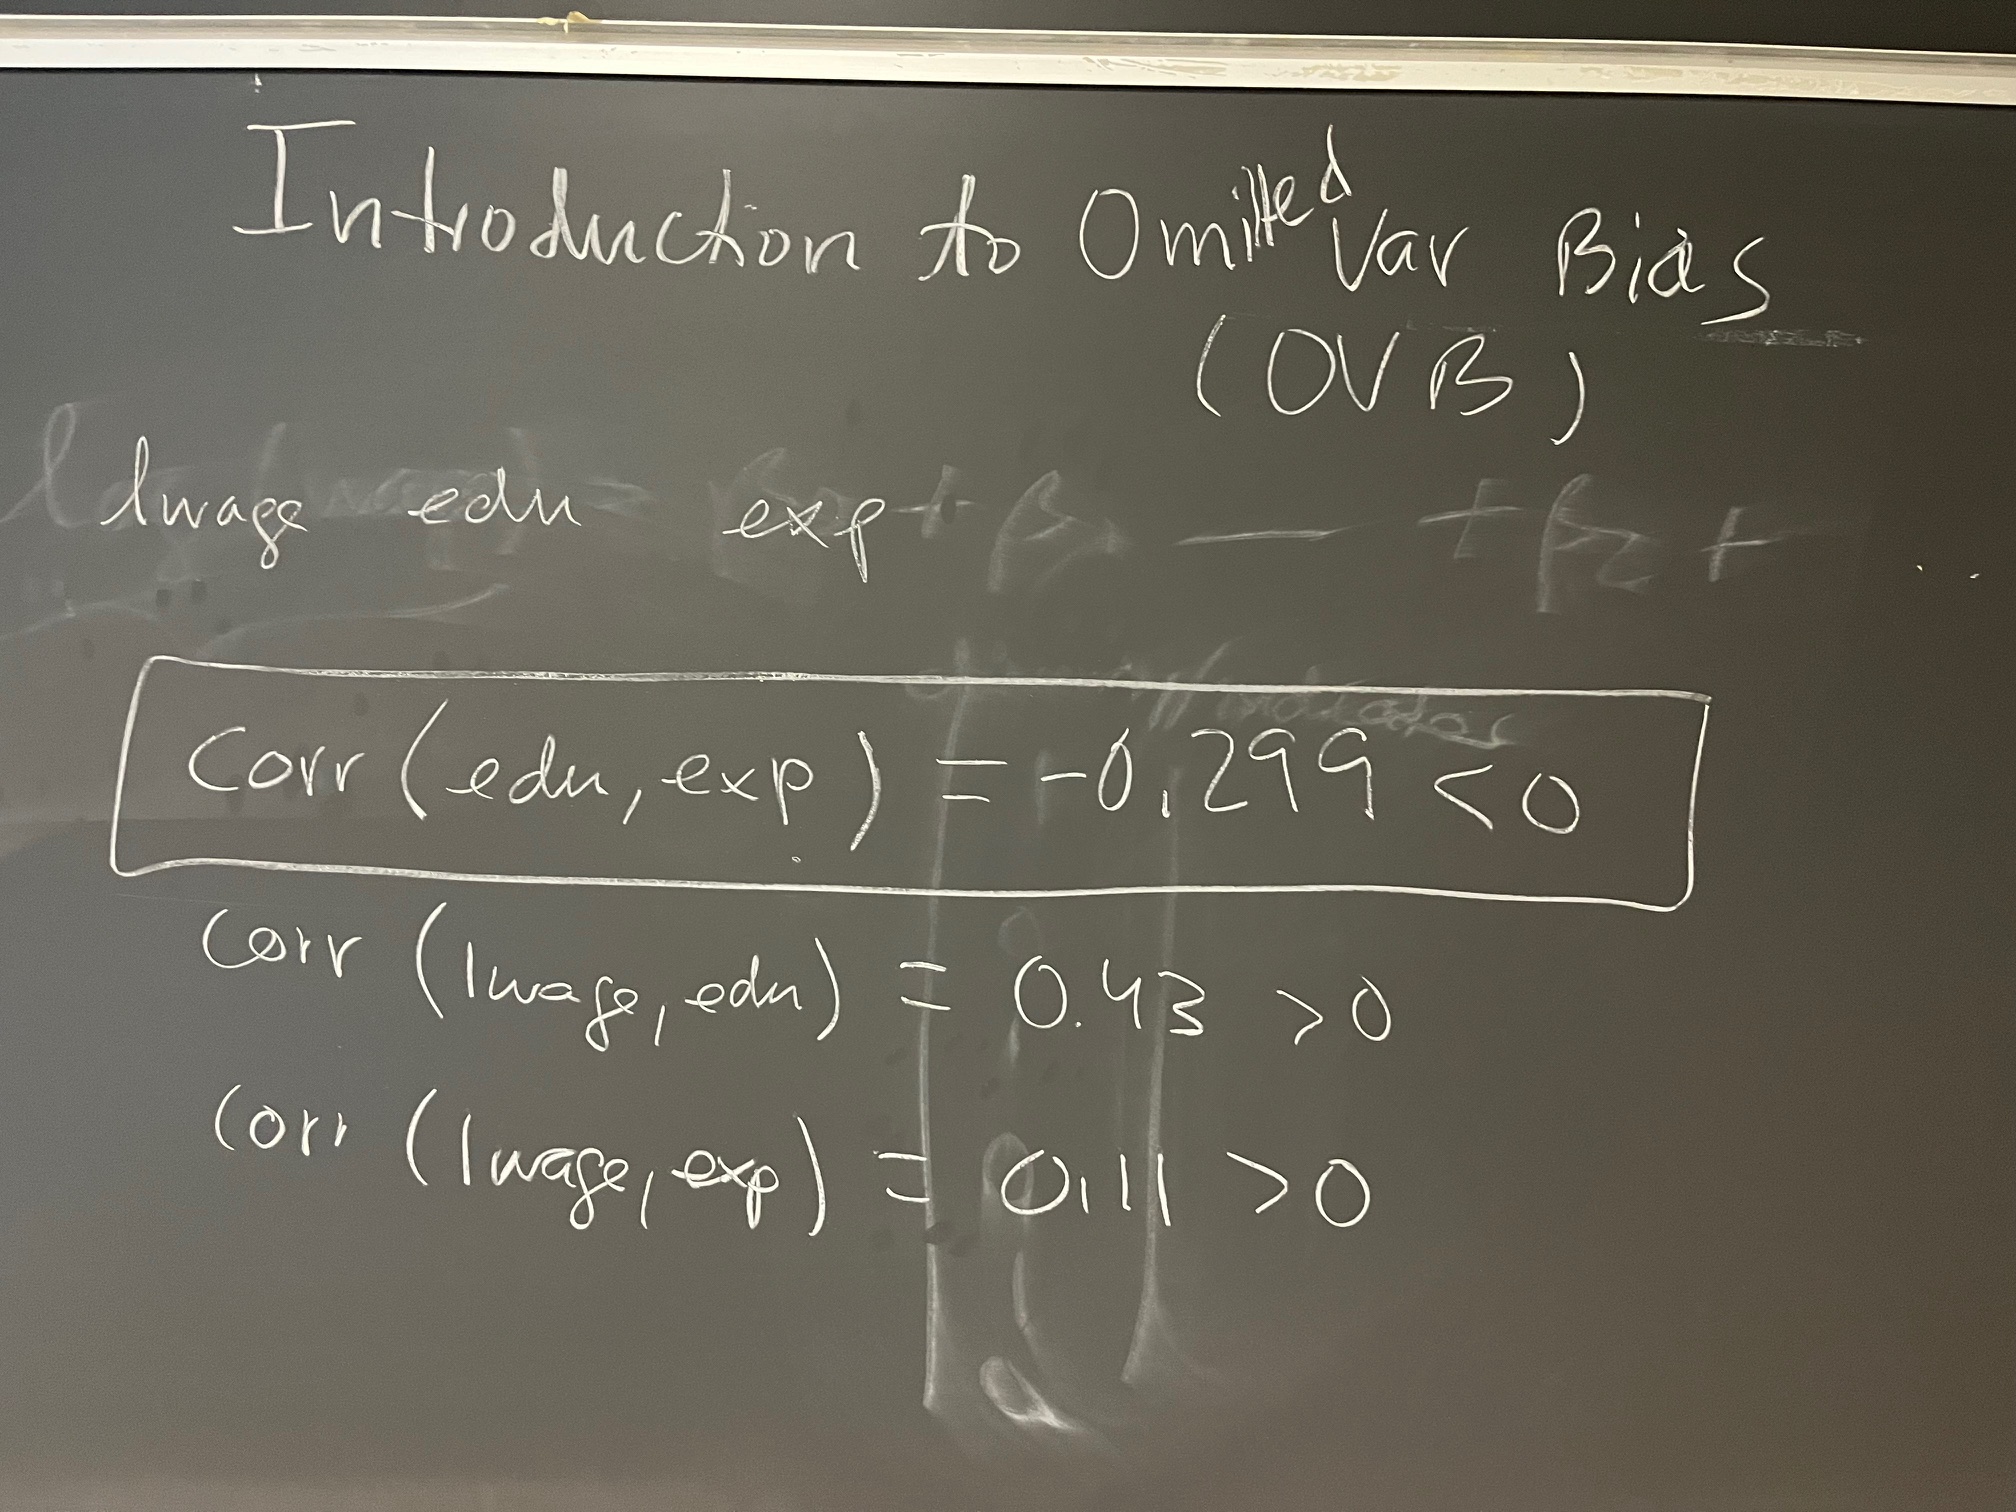 Introduction to Omitted Var Bias
(OVB)
lwage edu exp
Corr (edu, exp) = -0.299 < 0
Corr (lwage, edu) = 0.43 > 0
Corr (lwage, exp) = 0.11 > 0